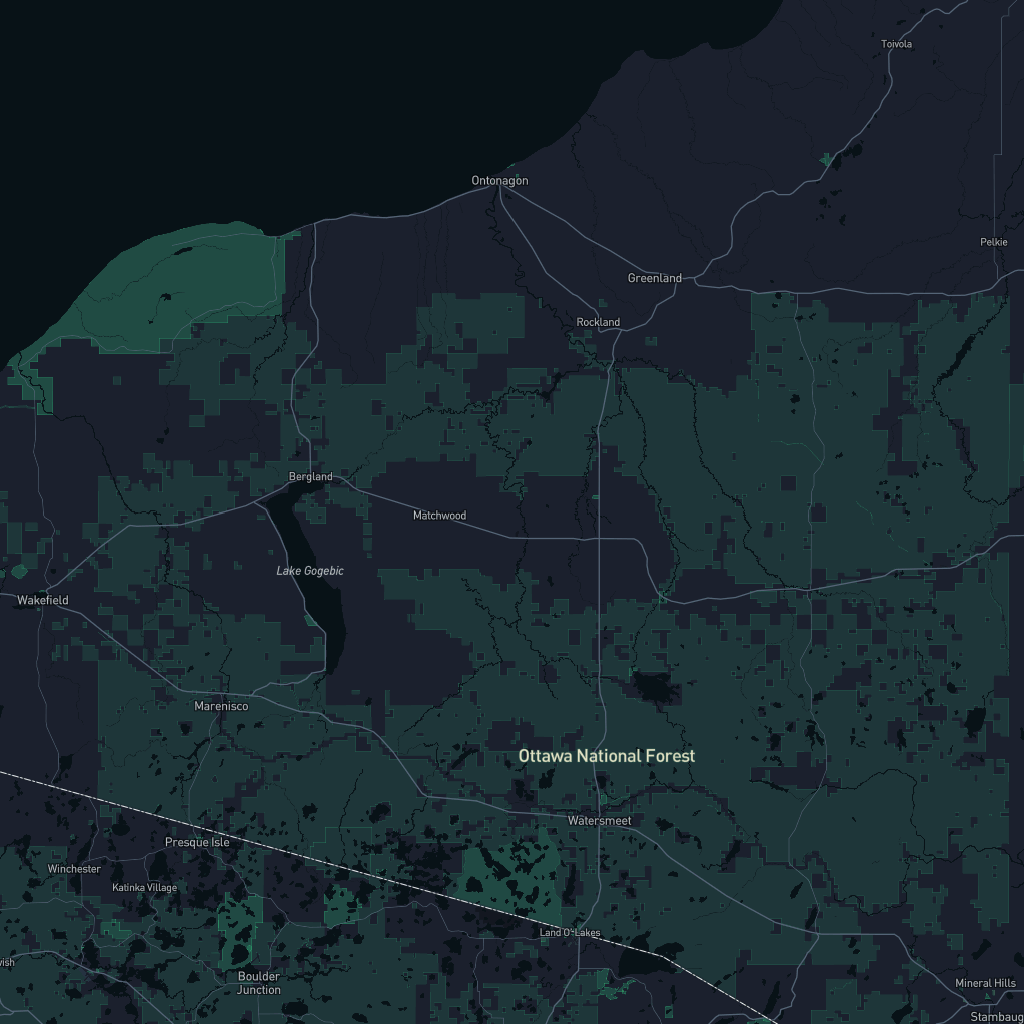 Toivola
Ontonagon
Pelkie
Greenland
Rockland
Bergland
Matchwood
Lake Gogebic
Wakefield
Marenisco
Ottawa National Forest
Watersmeet
Presque Isle
Winchester
Katinka Village
Land O' Lakes
vish
Boulder
Junction
Mineral Hills
Stambaug